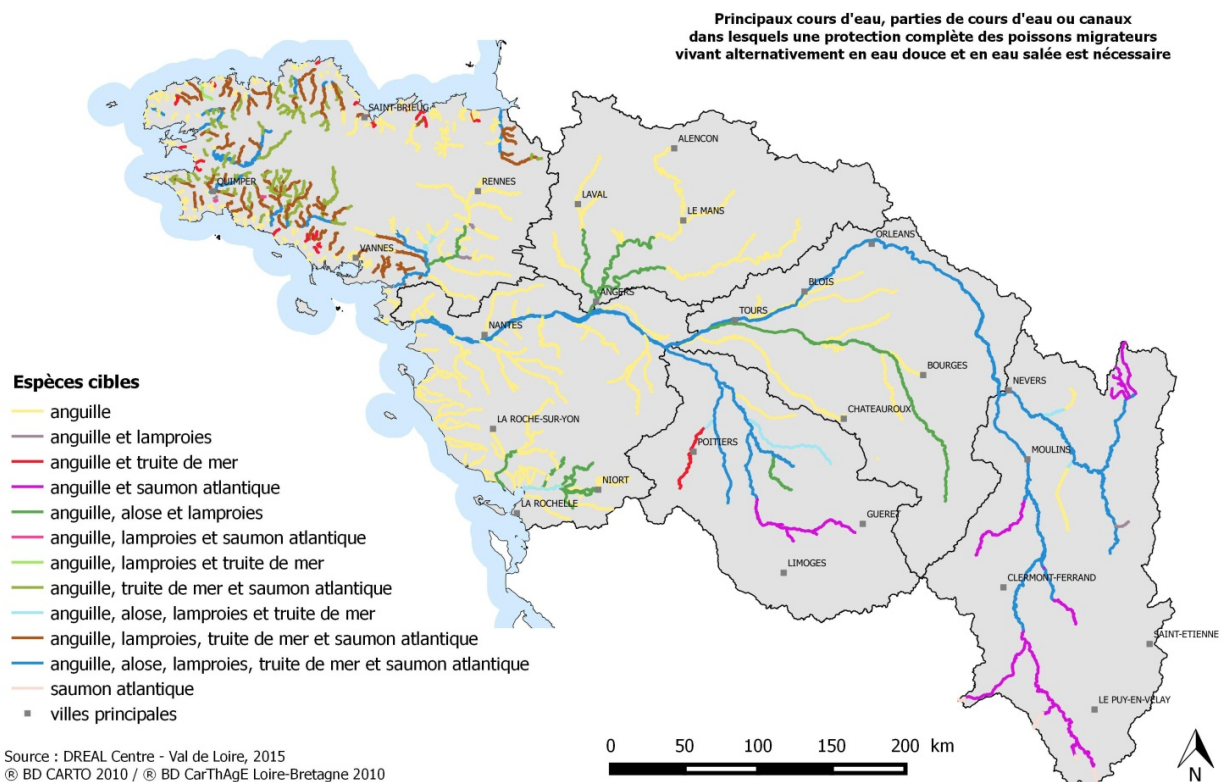 Principaux cours d'eau, parties de cours d'eau ou canaux
dans lesquels une protection complète des poissons migrateurs
vivant alternativement en eau douce et en eau salée est nécessaire
SAINT-BRIEUC
ALENCON
QUIMPER
RENNES
LAVAL
LE MANS
ORLEANS
VANNES
BLOIS
ANGERS
TOURS
NANTES
BOURGES
NEVERS
CHATEAUROUX
LA ROCHE-SUR-YON
POITIERS
MOULINS
NIORT
LA ROCHELLE
GUERET
LIMOGES
CLERMONT-FERRAND
SAINT-ETIENNE
LE PUY-EN-VELAY
Espèces cibles
anguille
anguille et lamproies
anguille et truite de mer
anguille et saumon atlantique
anguille, alose et lamproies
anguille, lamproies et saumon atlantique
anguille, lamproies et truite de mer
anguille, truite de mer et saumon atlantique
anguille, alose, lamproies et truite de mer
anguille, lamproies, truite de mer et saumon atlantique
anguille, alose, lamproies, truite de mer et saumon atlantique
saumon atlantique
villes principales
0 50 100 150 200 km
N
Source : DREAL Centre - Val de Loire, 2015
® BD CARTO 2010 / ® BD CarThAgE Loire-Bretagne 2010